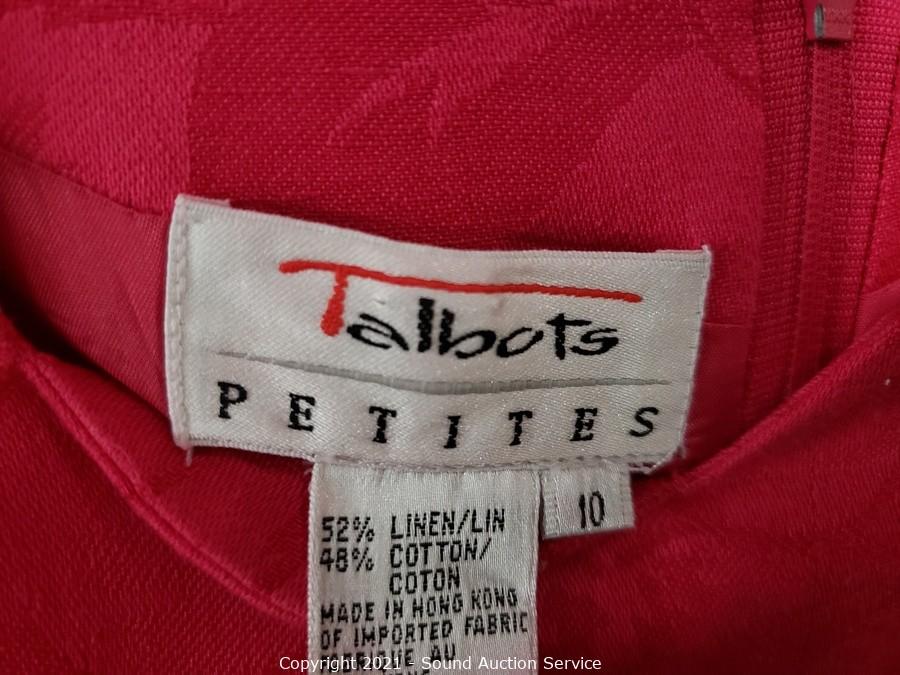 Talbots
PETITES
10
52% LINEN/LIN
48% COTTON/
COTON
MADE IN HONG KONG
OF IMPORTED FABRIC
AU
Copyright 2021 - Sound Auction Service